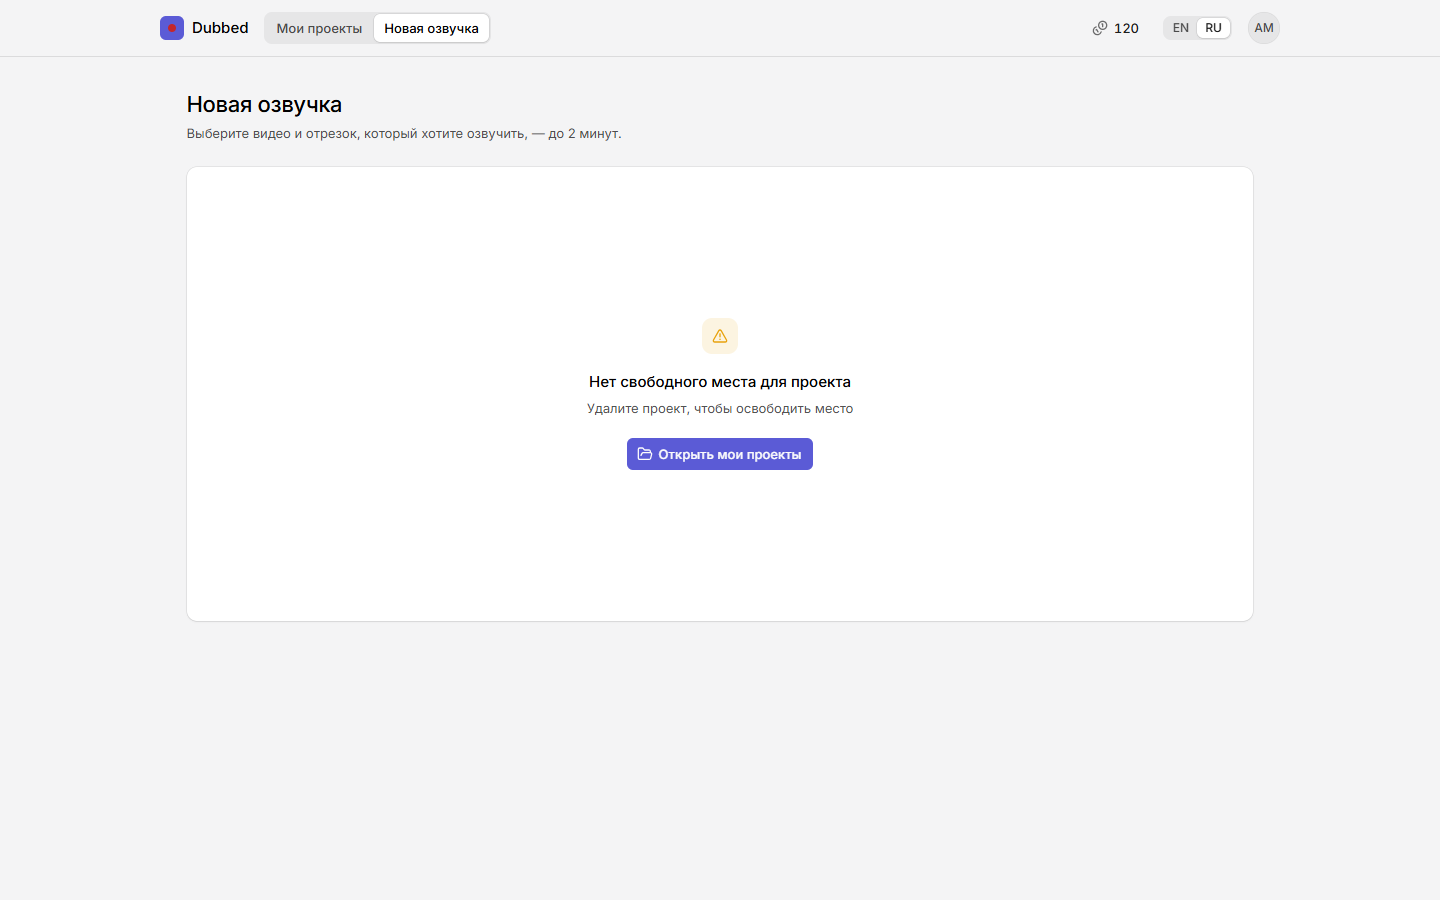 Dubbed
Мои проекты
Новая озвучка
120
EN
RU
AM
Новая озвучка
Выберите видео и отрезок, который хотите озвучить, — до 2 минут.
Нет свободного места для проекта
Удалите проект, чтобы освободить место
Открыть мои проекты